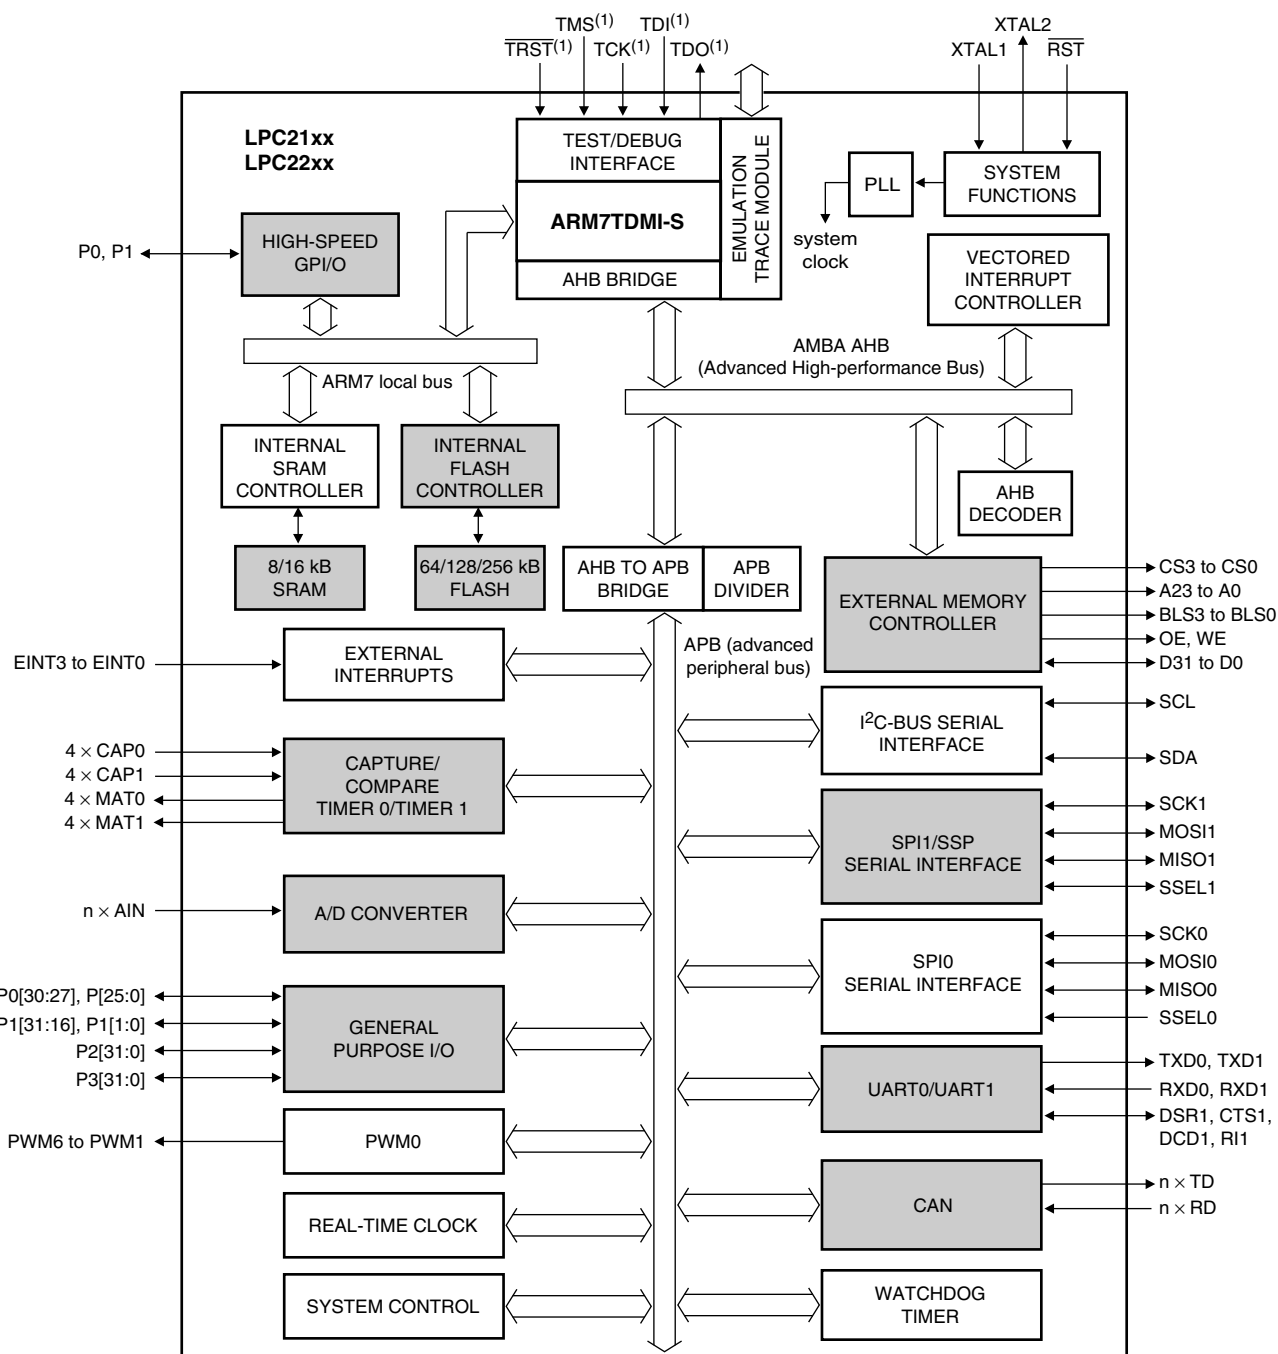 TMS(1) TDI(1)
TRST(1) TCK(1) TDO(1)
XTAL2
XTAL1 RST
LPC21xx
LPC22xx
TEST/DEBUG
INTERFACE
ARM7TDMI-S
AHB BRIDGE
EMULATION
TRACE MODULE
PLL
SYSTEM
FUNCTIONS
system
clock
P0, P1
HIGH-SPEED
GPI/O
VECTORED
INTERRUPT
CONTROLLER
AMBA AHB
(Advanced High-performance Bus)
ARM7 local bus
INTERNAL
SRAM
CONTROLLER
INTERNAL
FLASH
CONTROLLER
AHB
DECODER
8/16 kB
SRAM
64/128/256 kB
FLASH
AHB TO APB
BRIDGE
APB
DIVIDER
EXTERNAL MEMORY
CONTROLLER
CS3 to CS0
A23 to A0
BLS3 to BLS0
OE, WE
D31 to D0
APB (advanced
peripheral bus)
EINT3 to EINT0
EXTERNAL
INTERRUPTS
I2C-BUS SERIAL
INTERFACE
SCL
SDA
4 × CAP0
4 × CAP1
4 × MAT0
4 × MAT1
CAPTURE/
COMPARE
TIMER 0/TIMER 1
SPI1/SSP
SERIAL INTERFACE
SCK1
MOSI1
MISO1
SSEL1
n × AIN
A/D CONVERTER
SPI0
SERIAL INTERFACE
SCK0
MOSI0
MISO0
SSEL0
P0[30:27], P[25:0]
P1[31:16], P1[1:0]
P2[31:0]
P3[31:0]
GENERAL
PURPOSE I/O
UART0/UART1
TXD0, TXD1
RXD0, RXD1
DSR1, CTS1,
DCD1, RI1
PWM6 to PWM1
PWM0
CAN
n × TD
n × RD
REAL-TIME CLOCK
SYSTEM CONTROL
WATCHDOG
TIMER